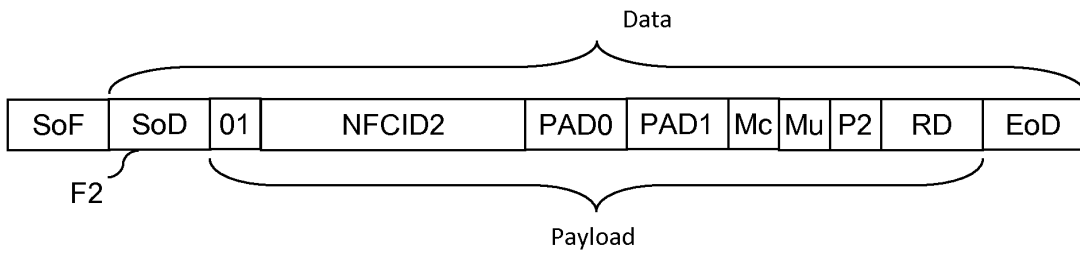 Data
SoF SoD 01 NFCID2 PAD0 PAD1 Mc Mu P2 RD EoD
F2
Payload